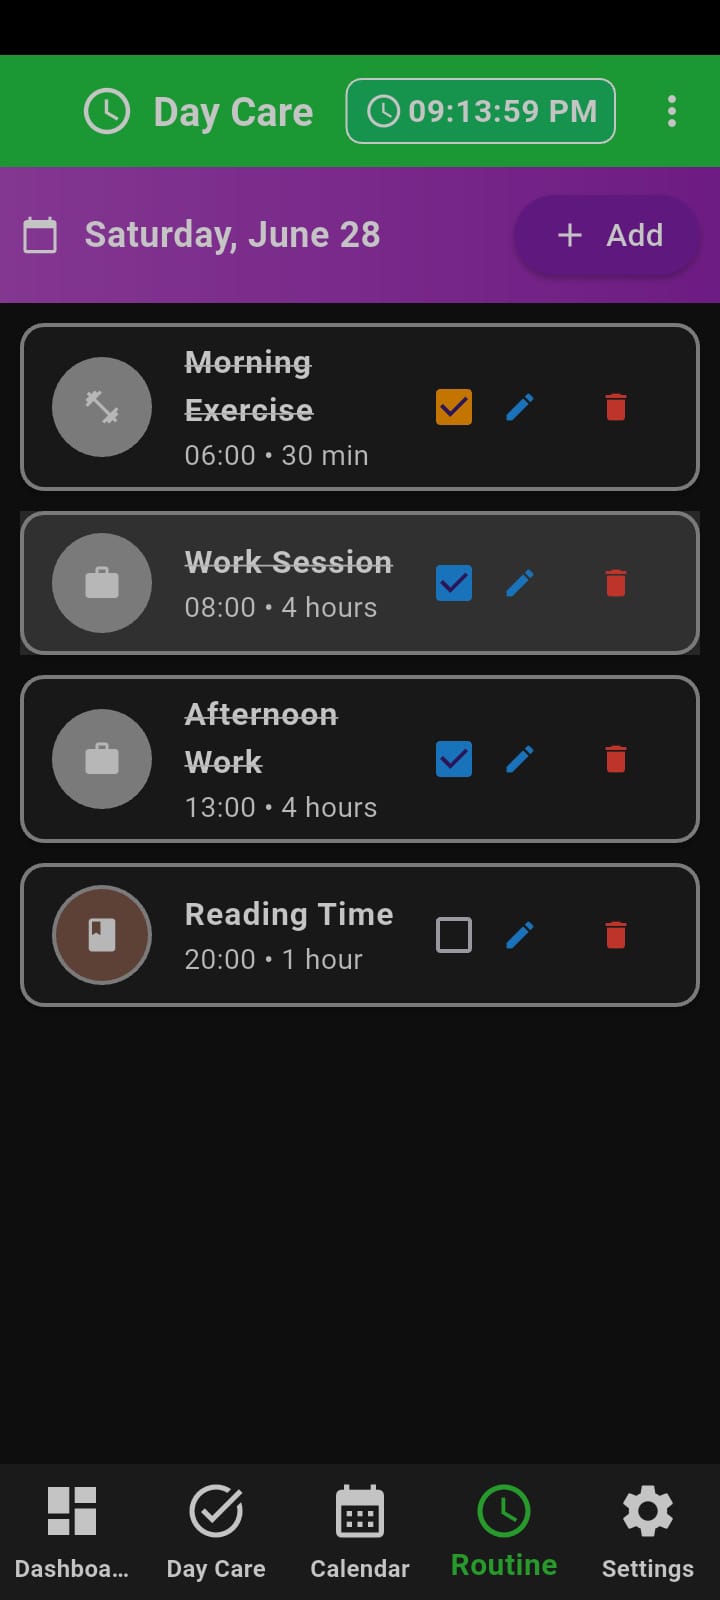 Day Care
09:13:59 PM
Saturday, June 28
+ Add
Morning
Exercise
06:00 • 30 min
Work Session
08:00 • 4 hours
Afternoon
Work
13:00 • 4 hours
Reading Time
20:00 • 1 hour
Dashboa...
Day Care
Calendar
Routine
Settings